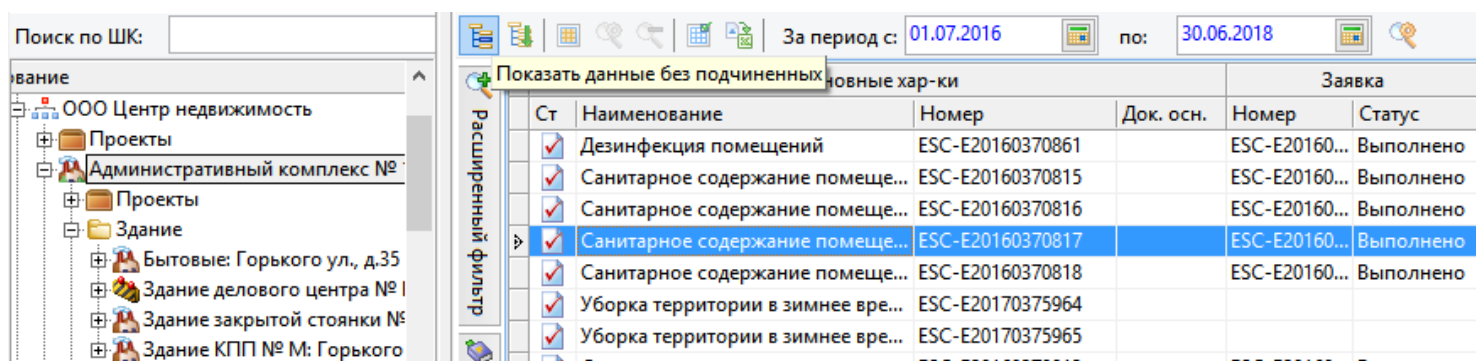 Поиск по ШК:
За период с: 01.07.2016 по: 30.06.2018
Показать данные без подчиненных
Расширенный фильтр
ование
ООО Центр недвижимость
Проекты
Административный комплекс №
Проекты
Здание
Бытовые: Горького ул., д.35
Здание делового центра №
Здание закрытой стоянки №
Здание КПП № М: Горького
новные хар-ки Заявка
Ст Наименование Номер Док. осн. Номер Статус
Дезинфекция помещений ESC-E20160370861 ESC-E20160... Выполнено
Санитарное содержание помеще... ESC-E20160370815 ESC-E20160... Выполнено
Санитарное содержание помеще... ESC-E20160370816 ESC-E20160... Выполнено
Санитарное содержание помеще... ESC-E20160370817 ESC-E20160... Выполнено
Санитарное содержание помеще... ESC-E20160370818 ESC-E20160... Выполнено
Уборка территории в зимнее вре... ESC-E20170375964
Уборка территории в зимнее вре... ESC-E20170375965